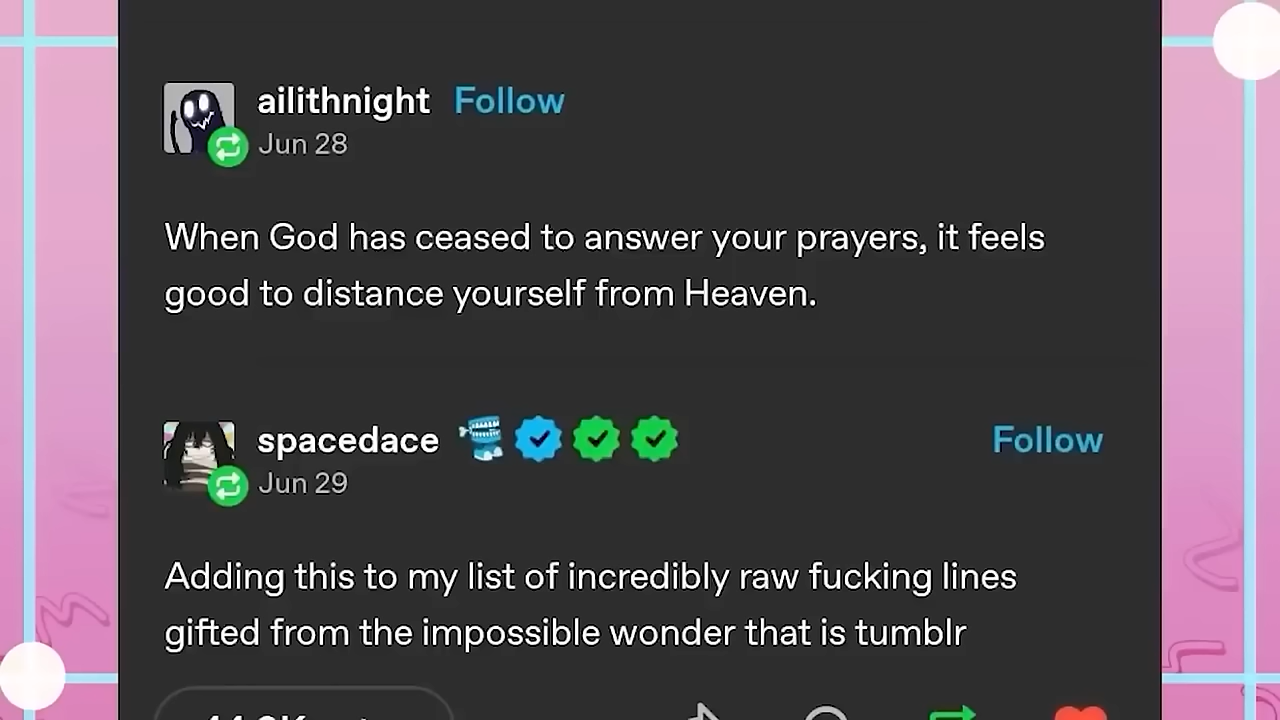 ailithnight Follow
Jun 28
When God has ceased to answer your prayers, it feels
good to distance yourself from Heaven.
spacedace Follow
Jun 29
Adding this to my list of incredibly raw fucking lines
gifted from the impossible wonder that is tumblr